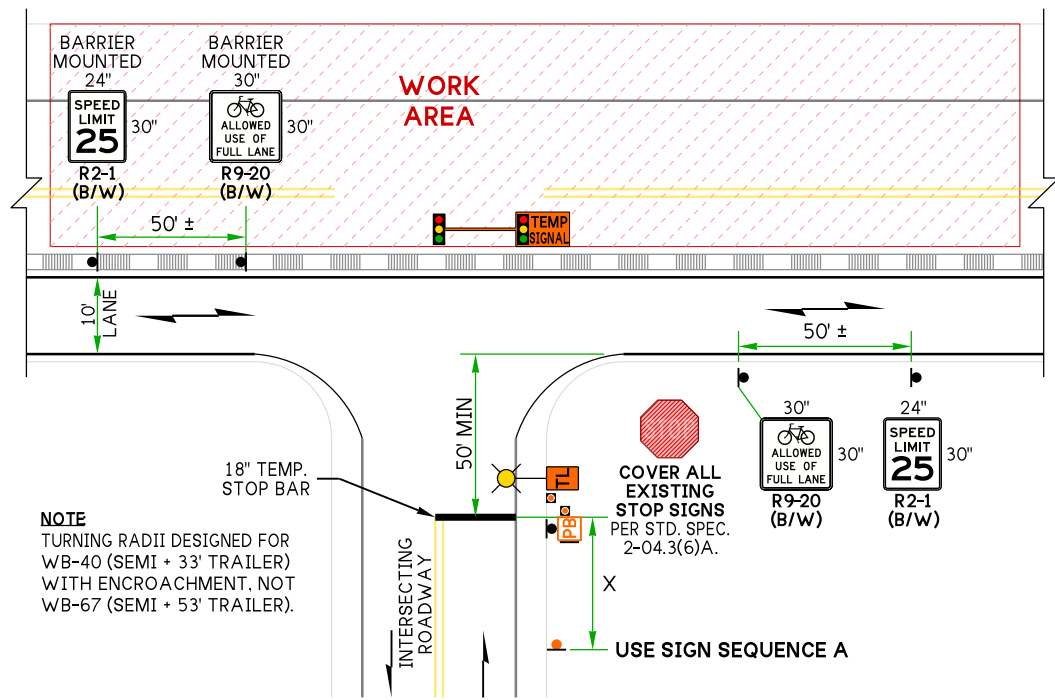 BARRIER
MOUNTED
24"
SPEED
LIMIT
25
30"
R2-1
(B/W)
BARRIER
MOUNTED
30"
ALLOWED
USE OF
FULL LANE
30"
R9-20
(B/W)
WORK
AREA
50' ±
TEMP
SIGNAL
10'
LANE
50' ±
50' MIN
30"
ALLOWED
USE OF
FULL LANE
30"
R9-20
(B/W)
24"
SPEED
LIMIT
25
30"
R2-1
(B/W)
STOP
COVER ALL
EXISTING
STOP SIGNS
PER STD. SPEC.
2-04.3(6)A.
TL
PB
18" TEMP.
STOP BAR
NOTE
TURNING RADII DESIGNED FOR
WB-40 (SEMI + 33' TRAILER)
WITH ENCROACHMENT, NOT
WB-67 (SEMI + 53' TRAILER).
INTERSECTING
ROADWAY
X
USE SIGN SEQUENCE A